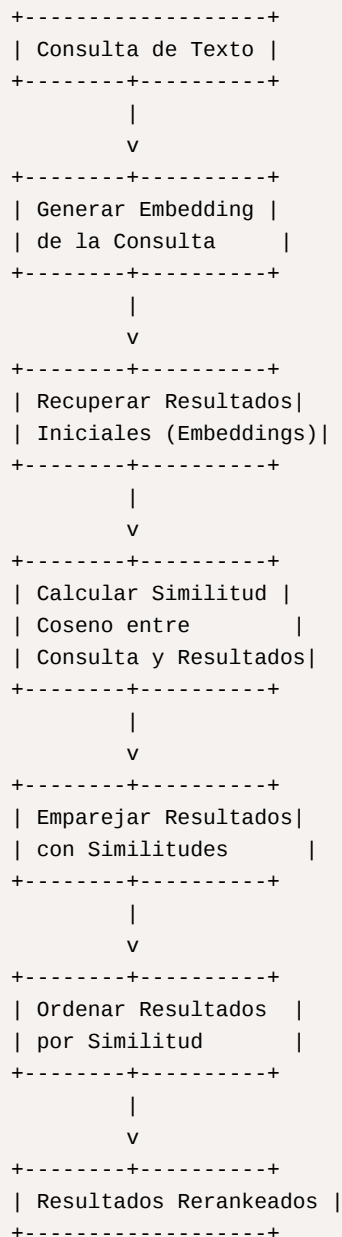 +-------------------+
| Consulta de Texto |
+--------+----------+
         |
         v
+--------+----------+
| Generar Embedding |
| de la Consulta    |
+--------+----------+
         |
         v
+--------+----------+
| Recuperar Resultados|
| Iniciales (Embeddings)|
+--------+----------+
         |
         v
+--------+----------+
| Calcular Similitud |
| Coseno entre       |
| Consulta y Resultados|
+--------+----------+
         |
         v
+--------+----------+
| Emparejar Resultados|
| con Similitudes     |
+--------+----------+
         |
         v
+--------+----------+
| Ordenar Resultados  |
| por Similitud       |
+--------+----------+
         |
         v
+--------+----------+
| Resultados Rerankeados |
+-------------------+